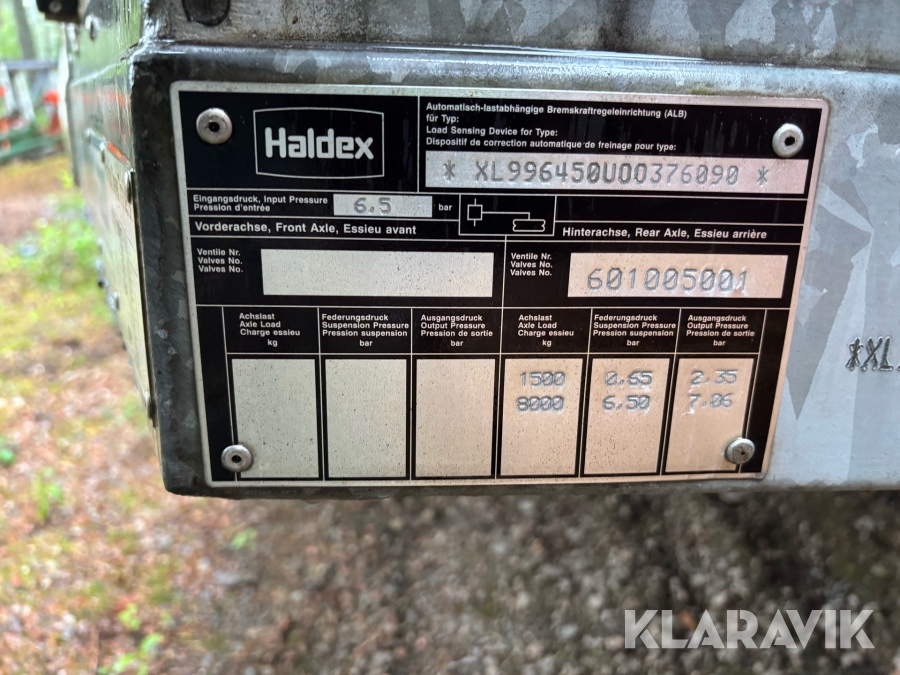 Haldex
Automatisch-lastabhängige Bremskraftregeleinrichtung (ALB)
für Typ:
Load Sensing Device for Type:
Dispositif de correction automatique de freinage pour type:
* XL996450U00376090 *
Eingangsdruck, Input Pressure
Pression d'entrée
6.5 bar
Vorderachse, Front Axle, Essieu avant
Hinterachse, Rear Axle, Essieu arrière
Ventile Nr.
Valves No.
Valves No.
Ventile Nr.
Valves No.
Valves No.
601005001
Achslast
Axle Load
Charge essieu
kg
Federungsdruck
Suspension Pressure
Pression suspension
bar
Ausgangsdruck
Output Pressure
Pression de sortie
bar
Achslast
Axle Load
Charge essieu
kg
Federungsdruck
Suspension Pressure
Pression suspension
bar
Ausgangsdruck
Output Pressure
Pression de sortie
bar
1500 0.65 2.35
8000 6.50 7.06
*XL
KLARAVIK